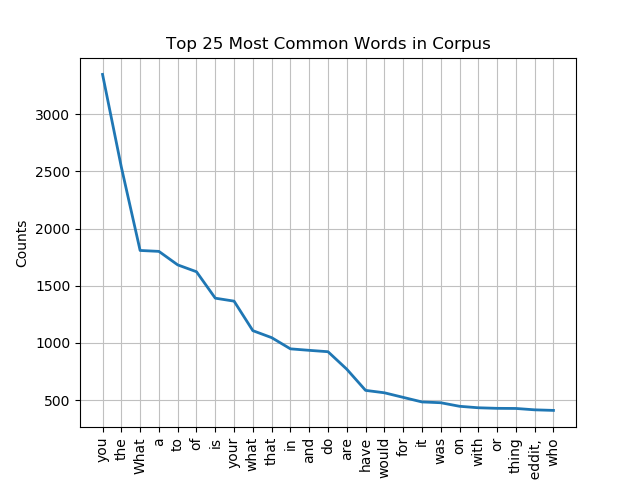 Top 25 Most Common Words in Corpus
Counts
3000
2500
2000
1500
1000
500
you
the
What
a
to
of
is
your
what
that
in
and
do
are
have
would
for
it
was
on
with
or
thing
eddit,
who